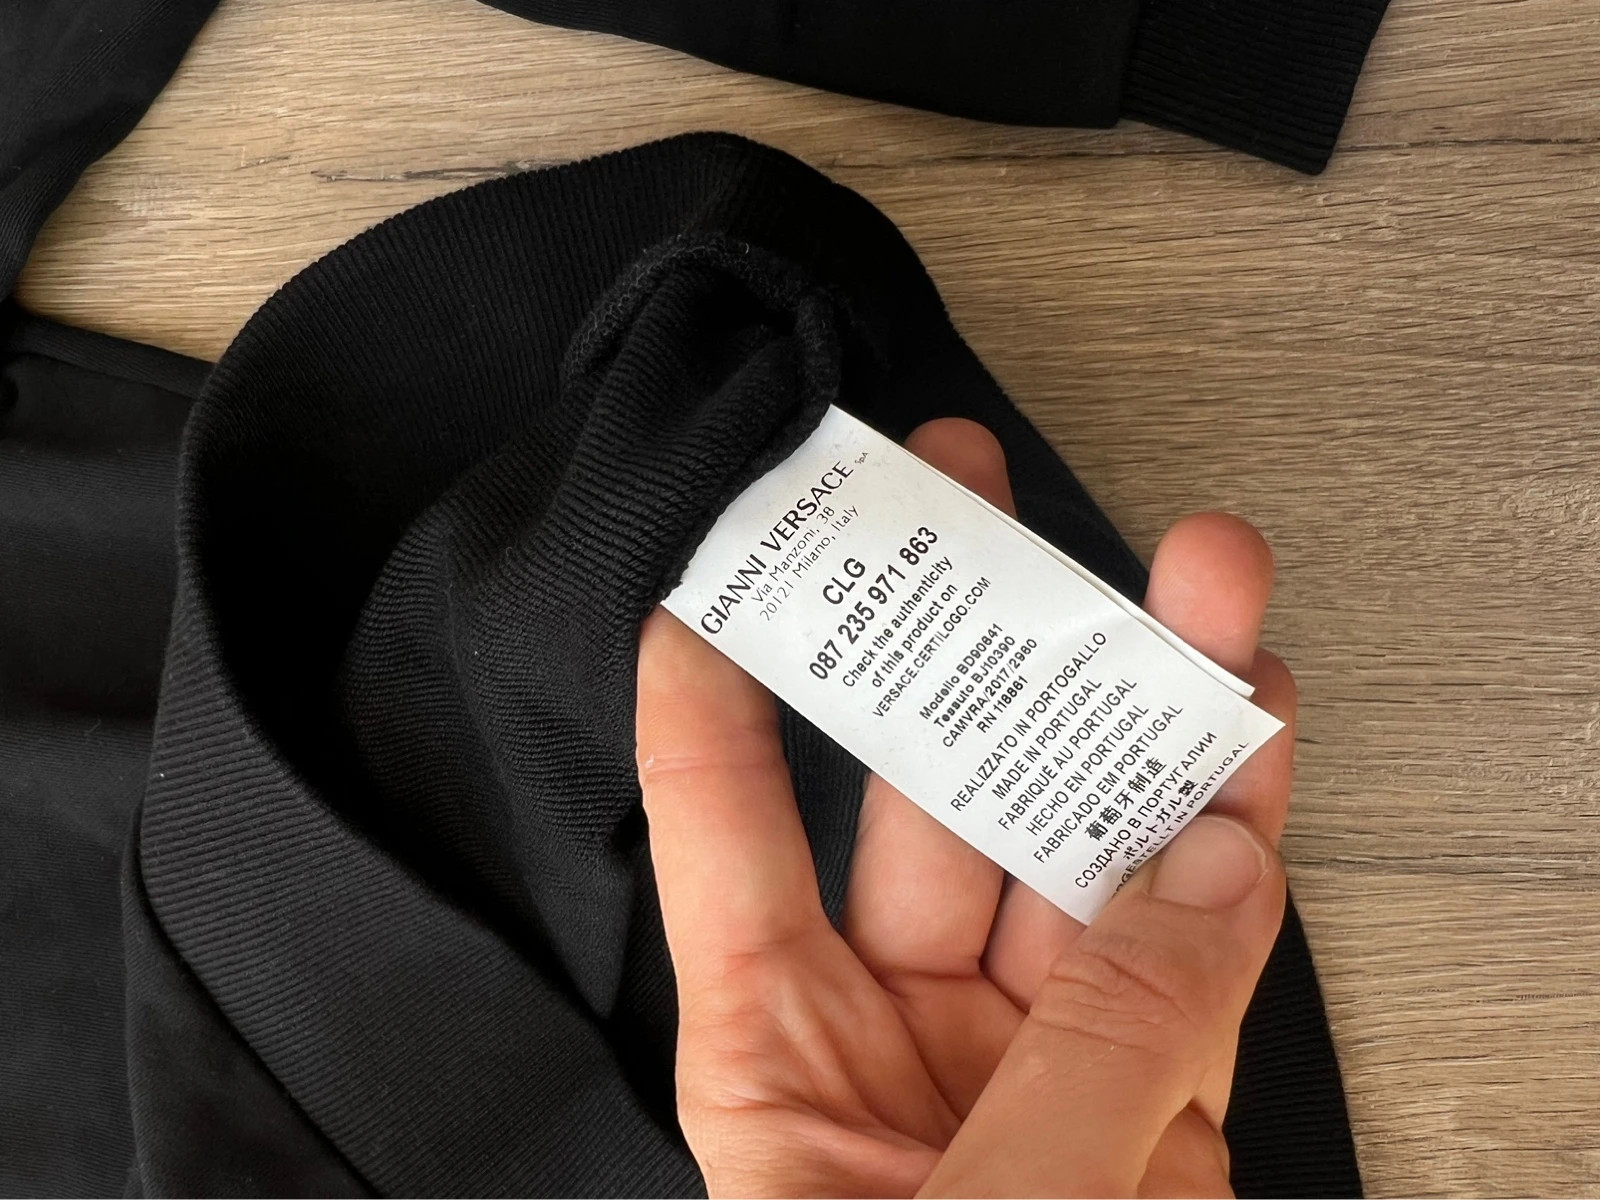 GIANNI VERSACE SpA
Via Manzoni, 38
20121 Milano, Italy
CLG
087 235 971 863
Check the authenticity
of this product on
VERSACE.CERTILOGO.COM
Modello BD90841
Tessuto BJ10390
CAMVRA/2017/2980
RN 118861
REALIZZATO IN PORTOGALLO
MADE IN PORTUGAL
FABRIQUÉ AU PORTUGAL
HECHO EN PORTUGAL
FABRICADO EM PORTUGAL
葡萄牙制造
СОЗДАНО В ПОРТУГАЛИИ
ポルトガル製
IN PORTUGAL